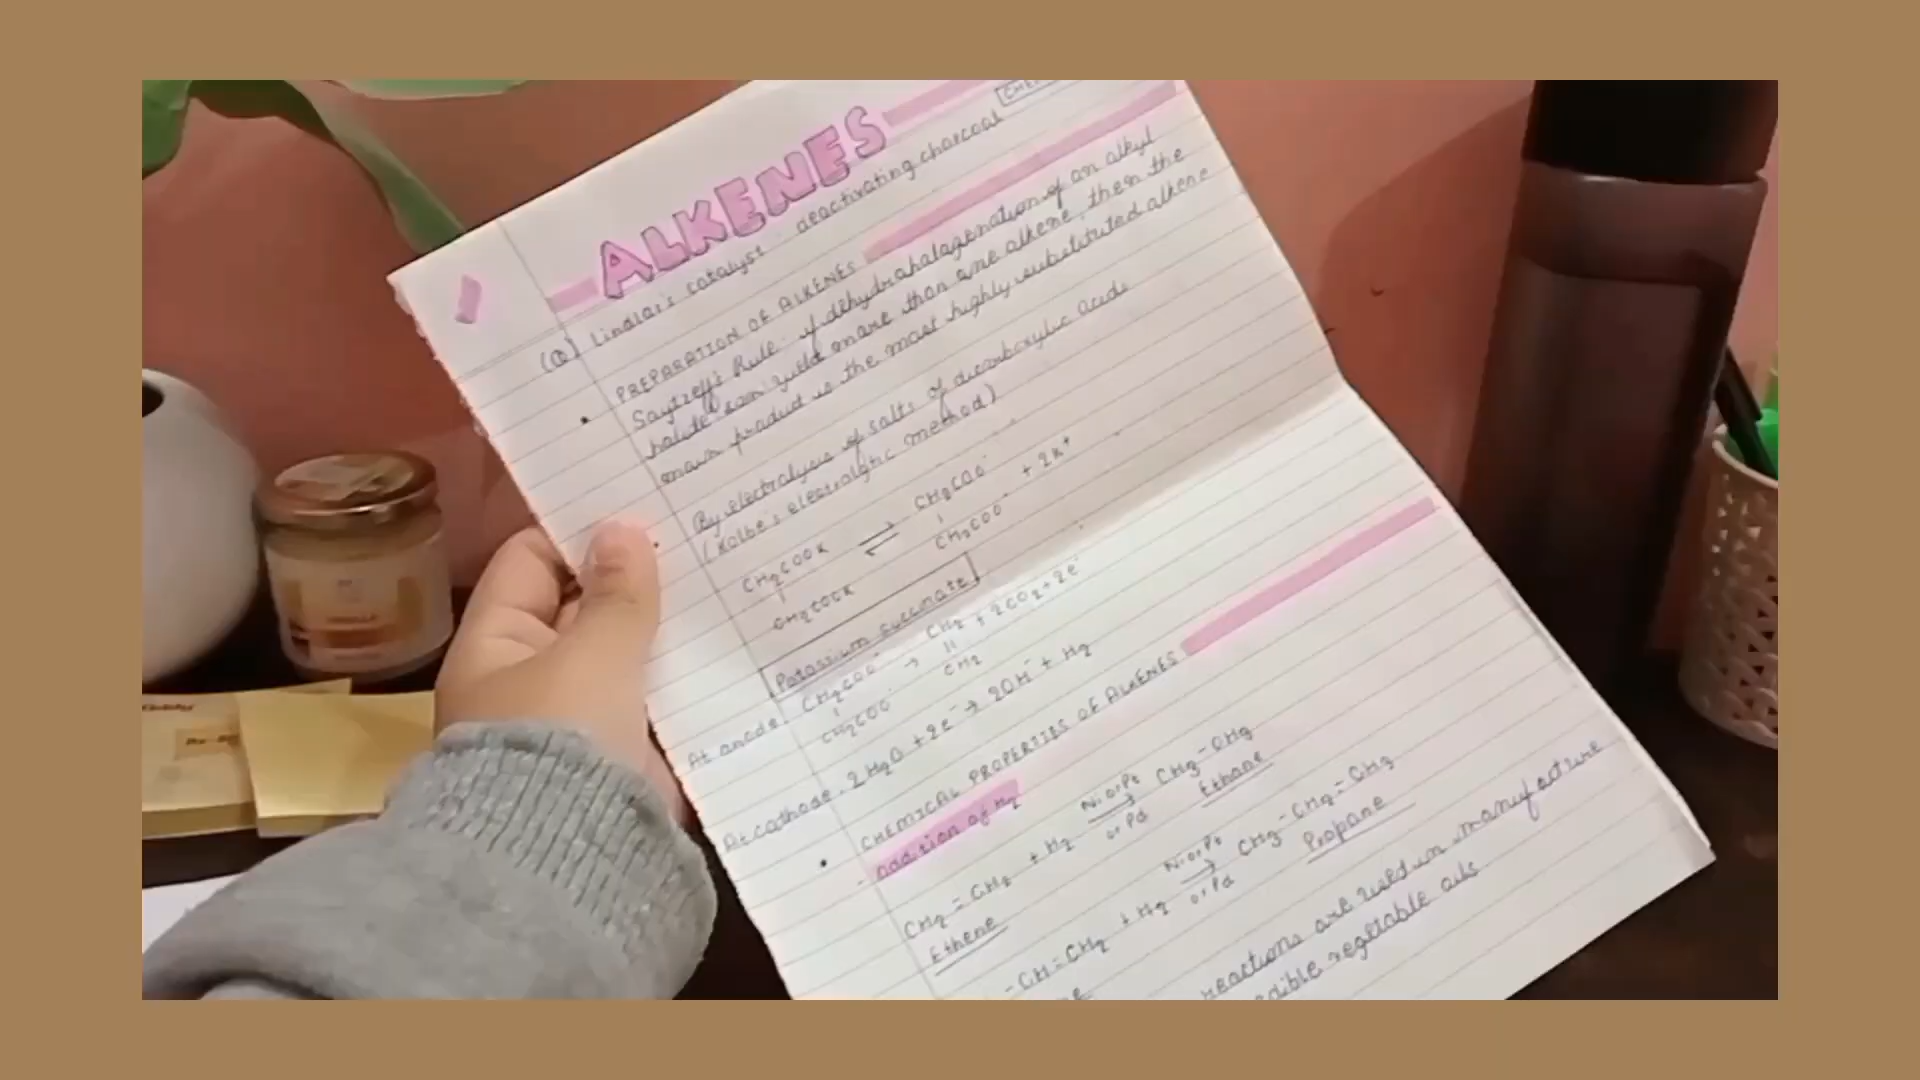 CHE
ALKENES
(Q) Lindlar's catalyst - deactivating charcoal
• PREPARATION OF ALKENES
Saytzeff's Rule - if dehydrohalogenation of an alkyl
halide can yield more than one alkene, then the
main product is the most highly substituted alkene
• By electrolysis of salts of dicarboxylic acids
(Kolbe's electrolytic method)
CH₂COOK ⇌ CH₂COO⁻ + 2K⁺
CH₂COOK CH₂COO⁻
Potassium succinate
At anode. CH₂COO⁻ → CH₂ + 2CO₂ + 2e⁻
CH₂COO⁻ CH₂
At cathode. 2H₂O + 2e⁻ → 2OH⁻ + H₂
• CHEMICAL PROPERTIES OF ALKENES
- addition of H₂
CH₂ = CH₂ + H₂ Ni or Pt → or Pd CH₃ - CH₃
Ethene Ethane
- CH = CH₂ + H₂ Ni or Pt → or Pd CH₃ - CH₂ = CH₃
ne Propane
reactions are used in manufacture
edible vegetable oils